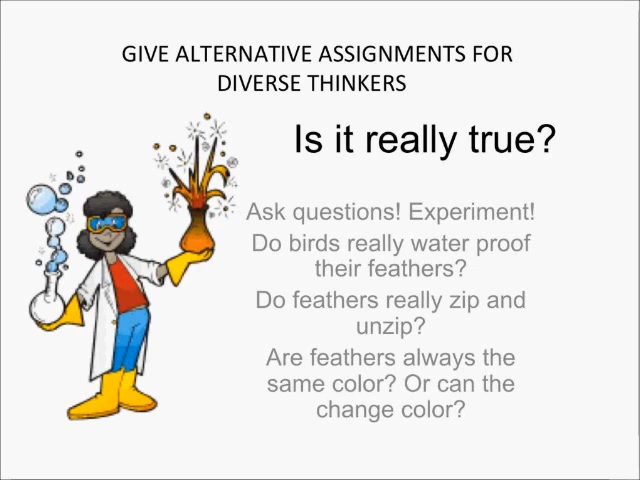 GIVE ALTERNATIVE ASSIGNMENTS FOR
DIVERSE THINKERS
Is it really true?
Ask questions! Experiment!
Do birds really water proof
their feathers?
Do feathers really zip and
unzip?
Are feathers always the
same color? Or can the
change color?